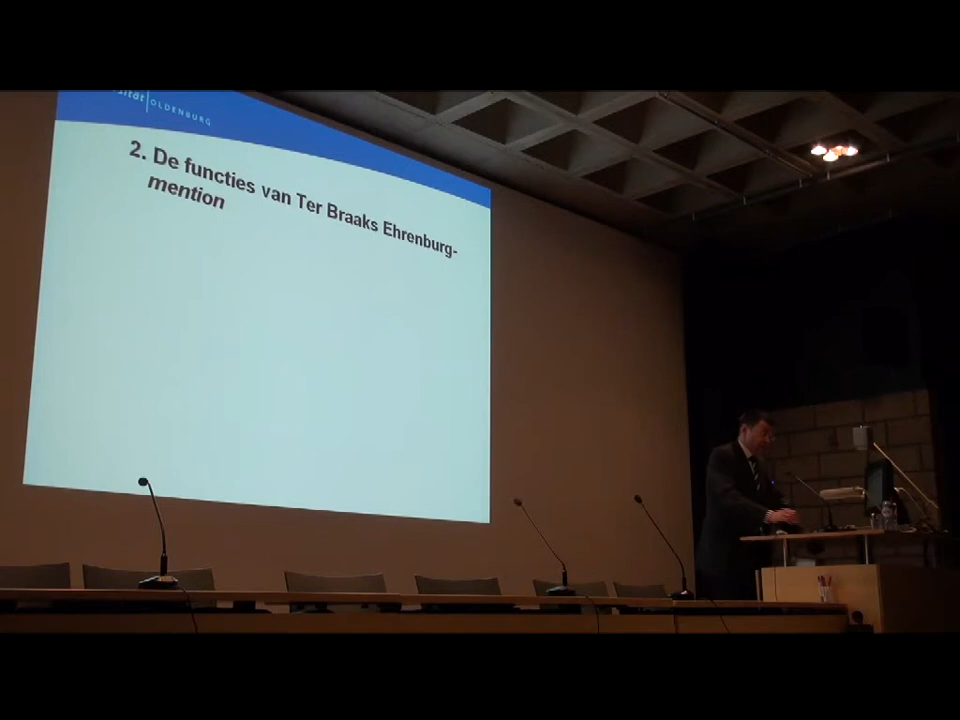 OLDENBURG
2. De functies van Ter Braaks Ehrenburg-
mention